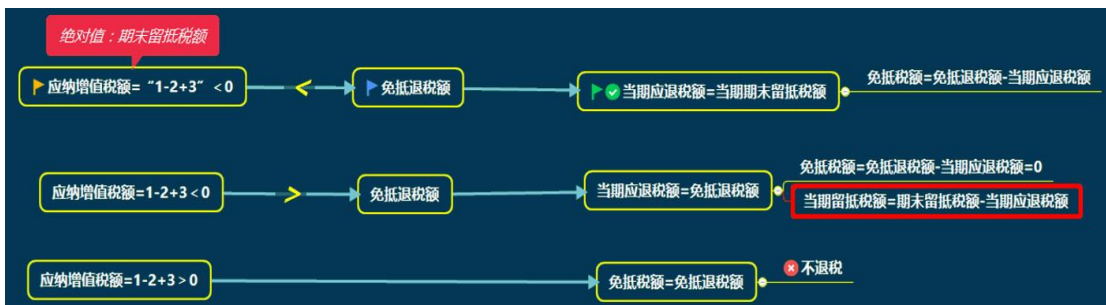 绝对值：期末留抵税额
应纳增值税额=“1-2+3”<0
<
免抵退税额
当期应退税额=当期期末留抵税额
免抵税额=免抵退税额-当期应退税额
应纳增值税额=1-2+3<0
>
免抵退税额
当期应退税额=免抵退税额
免抵税额=免抵退税额-当期应退税额=0
当期留抵税额=期末留抵税额-当期应退税额
应纳增值税额=1-2+3>0
免抵税额=免抵退税额
不退税